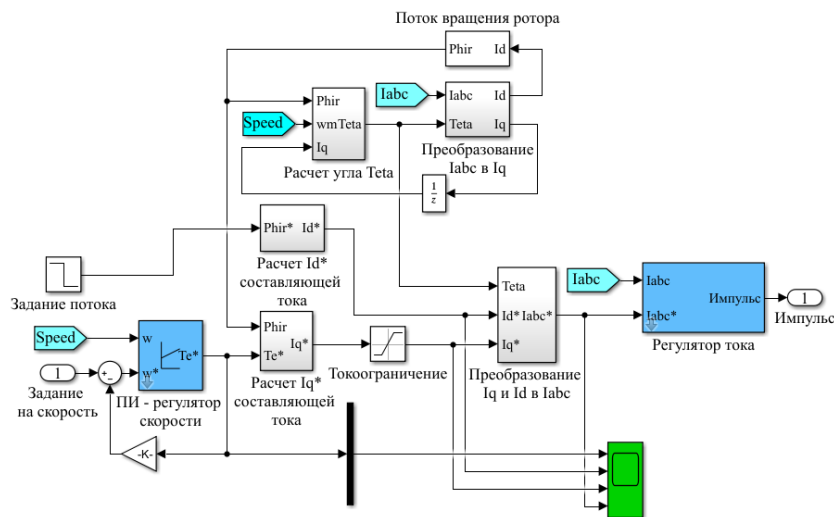 Поток вращения ротора
Phir Id
Iabc
Iabc Id
Teta Iq
Преобразование
Iabc в Iq
Speed
Phir
wm Teta
Iq
Расчет угла Teta
1
z
Phir* Id*
Расчет Id*
составляющей
тока
Задание потока
Speed
w
Te*
w*
ПИ - регулятор
скорости
1
Задание
на скорость
+
-
-K-
Phir
Iq*
Te*
Расчет Iq*
составляющей
тока
Токоограничение
Teta
Id* Iabc*
Iq*
Преобразование
Iq и Id в Iabc
Iabc
Iabc
Импульс
Iabc*
Регулятор тока
1
Импульс